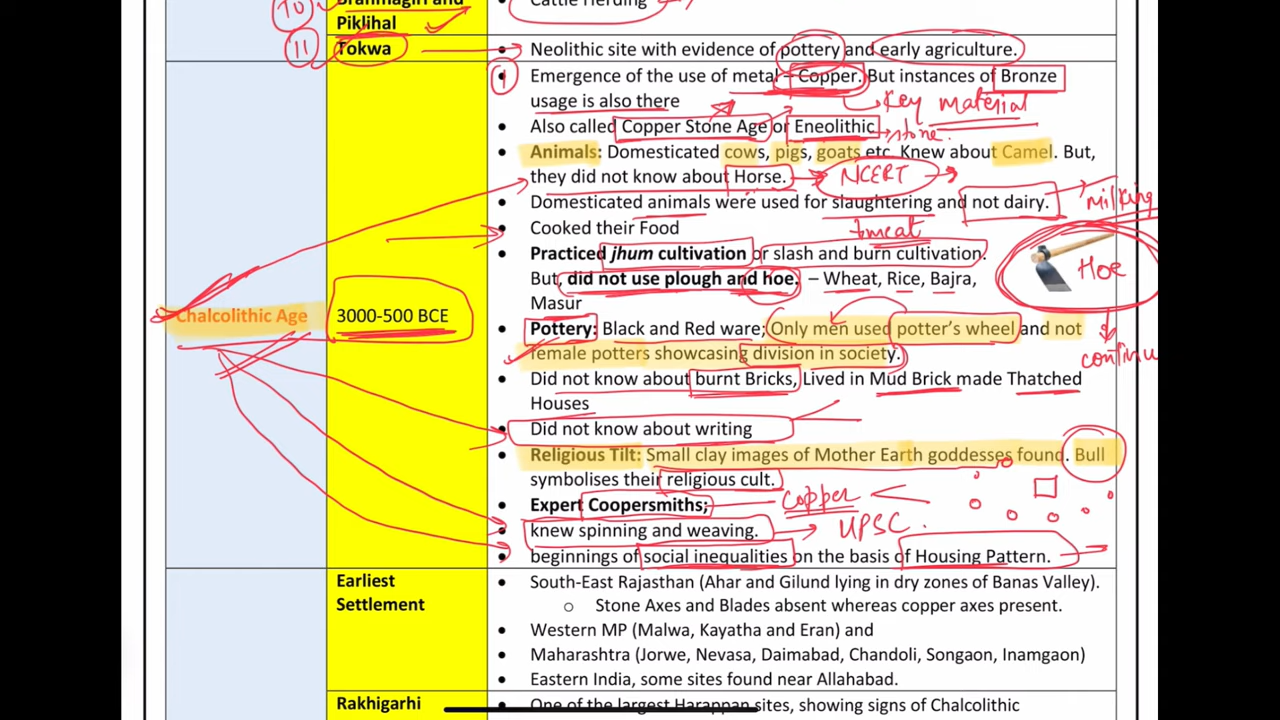 10 Brahmagiri and
Piklihal
• Cattle Herding
11 Tokwa
• Neolithic site with evidence of pottery and early agriculture.
1 • Emergence of the use of metal – Copper. But instances of Bronze
usage is also there
Key material
• Also called Copper Stone Age or Eneolithic
stone
• Animals: Domesticated cows, pigs, goats etc. Knew about Camel. But,
they did not know about Horse.
NCERT
• Domesticated animals were used for slaughtering and not dairy.
milking
• Cooked their Food
meat
• Practiced jhum cultivation or slash and burn cultivation.
But, did not use plough and hoe. – Wheat, Rice, Bajra,
Masur
Hoe
Chalcolithic Age
3000-500 BCE
• Pottery: Black and Red ware; Only men used potter's wheel and not
female potters showcasing division in society.
• Did not know about burnt Bricks, Lived in Mud Brick made Thatched
Houses
• Did not know about writing
• Religious Tilt: Small clay images of Mother Earth goddesses found. Bull
symbolises their religious cult.
• Expert Coopersmiths;
Copper
• knew spinning and weaving.
UPSC.
• beginnings of social inequalities on the basis of Housing Pattern.
Earliest
Settlement
• South-East Rajasthan (Ahar and Gilund lying in dry zones of Banas Valley).
o Stone Axes and Blades absent whereas copper axes present.
• Western MP (Malwa, Kayatha and Eran) and
• Maharashtra (Jorwe, Nevasa, Daimabad, Chandoli, Songaon, Inamgaon)
• Eastern India, some sites found near Allahabad.
Rakhigarhi
• One of the largest Harappan sites, showing signs of Chalcolithic